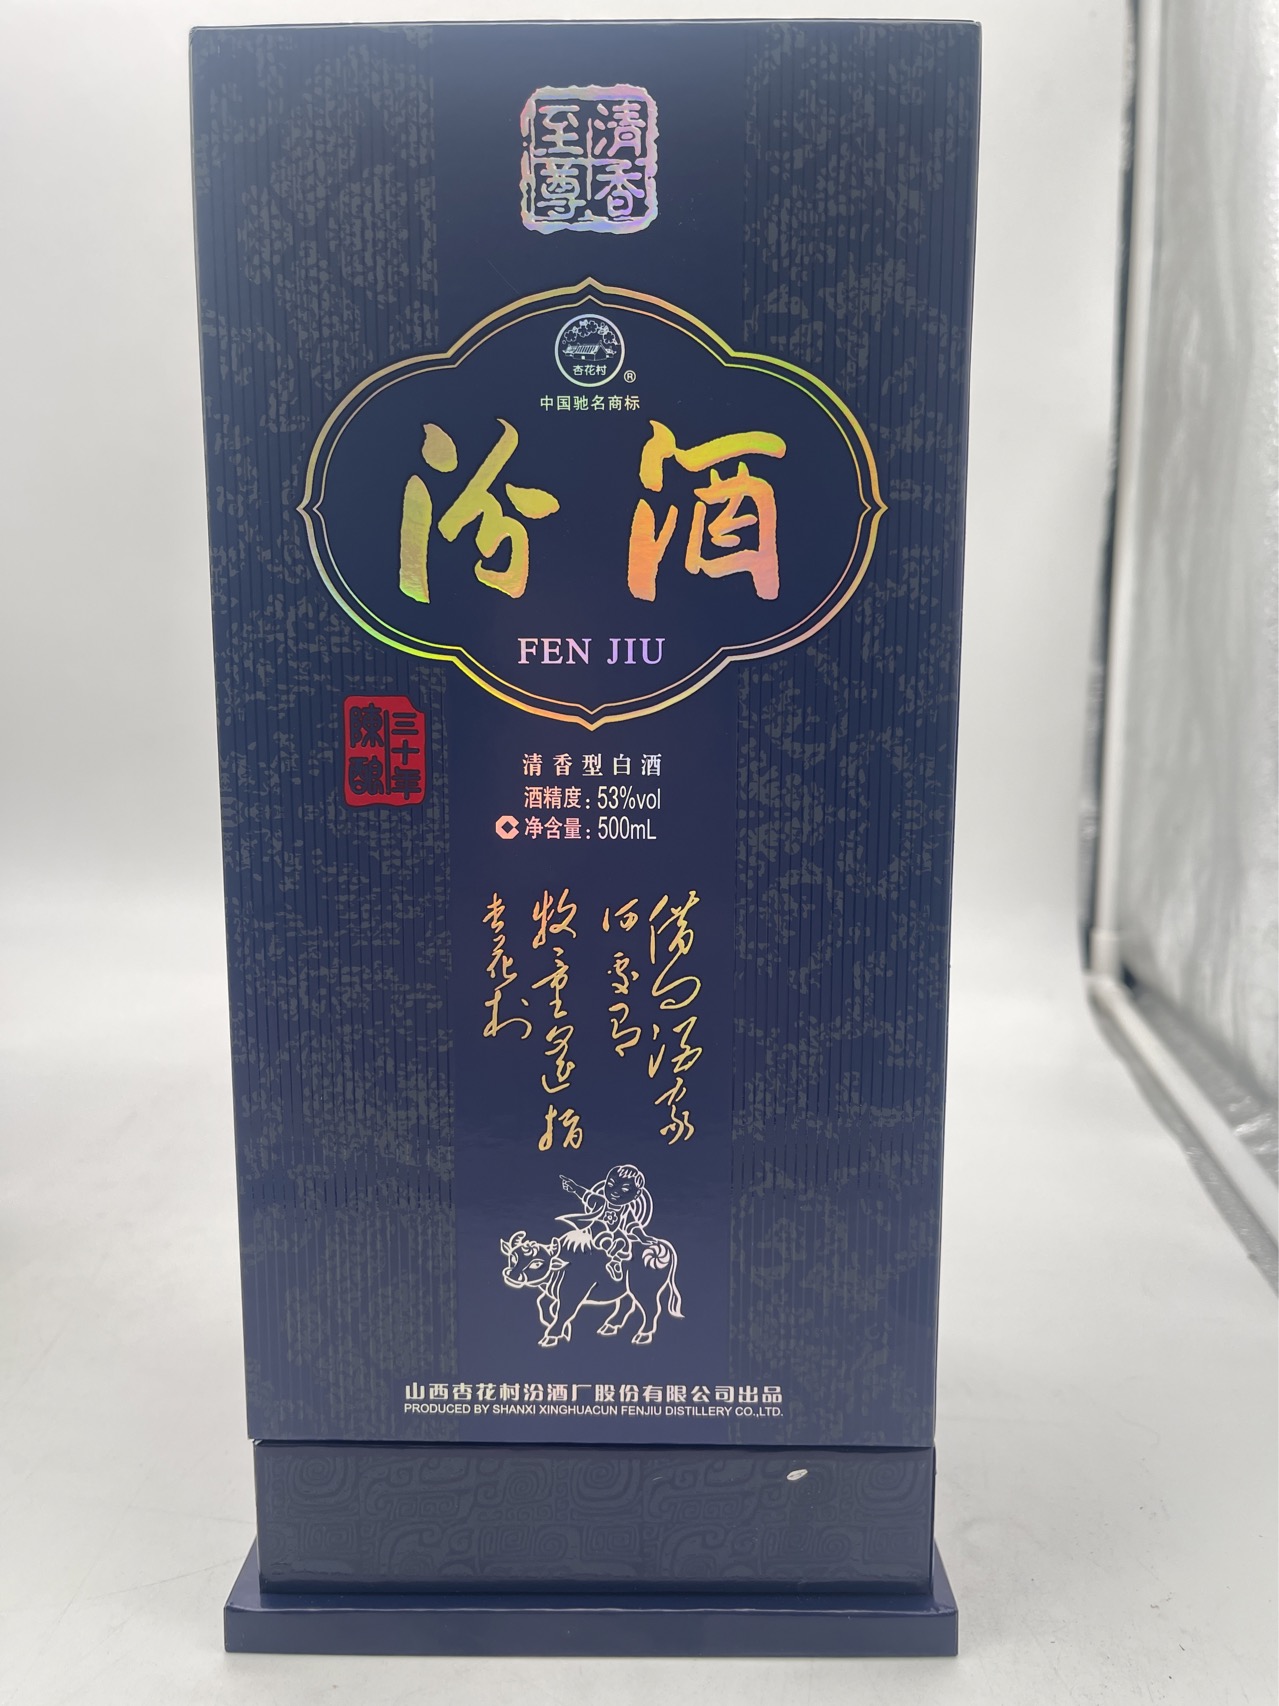 清香
至尊
杏花村
®
中国驰名商标
汾酒
FEN JIU
三十年
陳釀
清香型白酒
酒精度：53%vol
净含量：500mL
借问酒家
何处有
牧童遥指
杏花村
山西杏花村汾酒厂股份有限公司出品
PRODUCED BY SHANXI XINGHUACUN FENJIU DISTILLERY CO.,LTD.